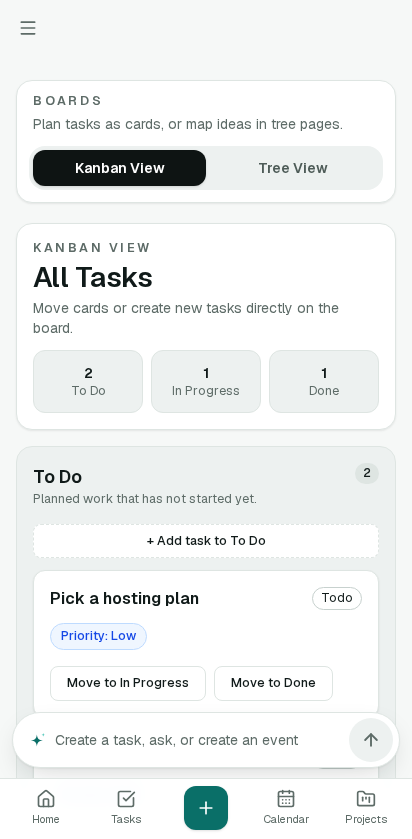 BOARDS
Plan tasks as cards, or map ideas in tree pages.
Kanban View
Tree View
KANBAN VIEW
All Tasks
Move cards or create new tasks directly on the
board.
2
To Do
1
In Progress
1
Done
To Do
2
Planned work that has not started yet.
+ Add task to To Do
Pick a hosting plan
Todo
Priority: Low
Move to In Progress
Move to Done
Create a task, ask, or create an event
Home
Tasks
Calendar
Projects